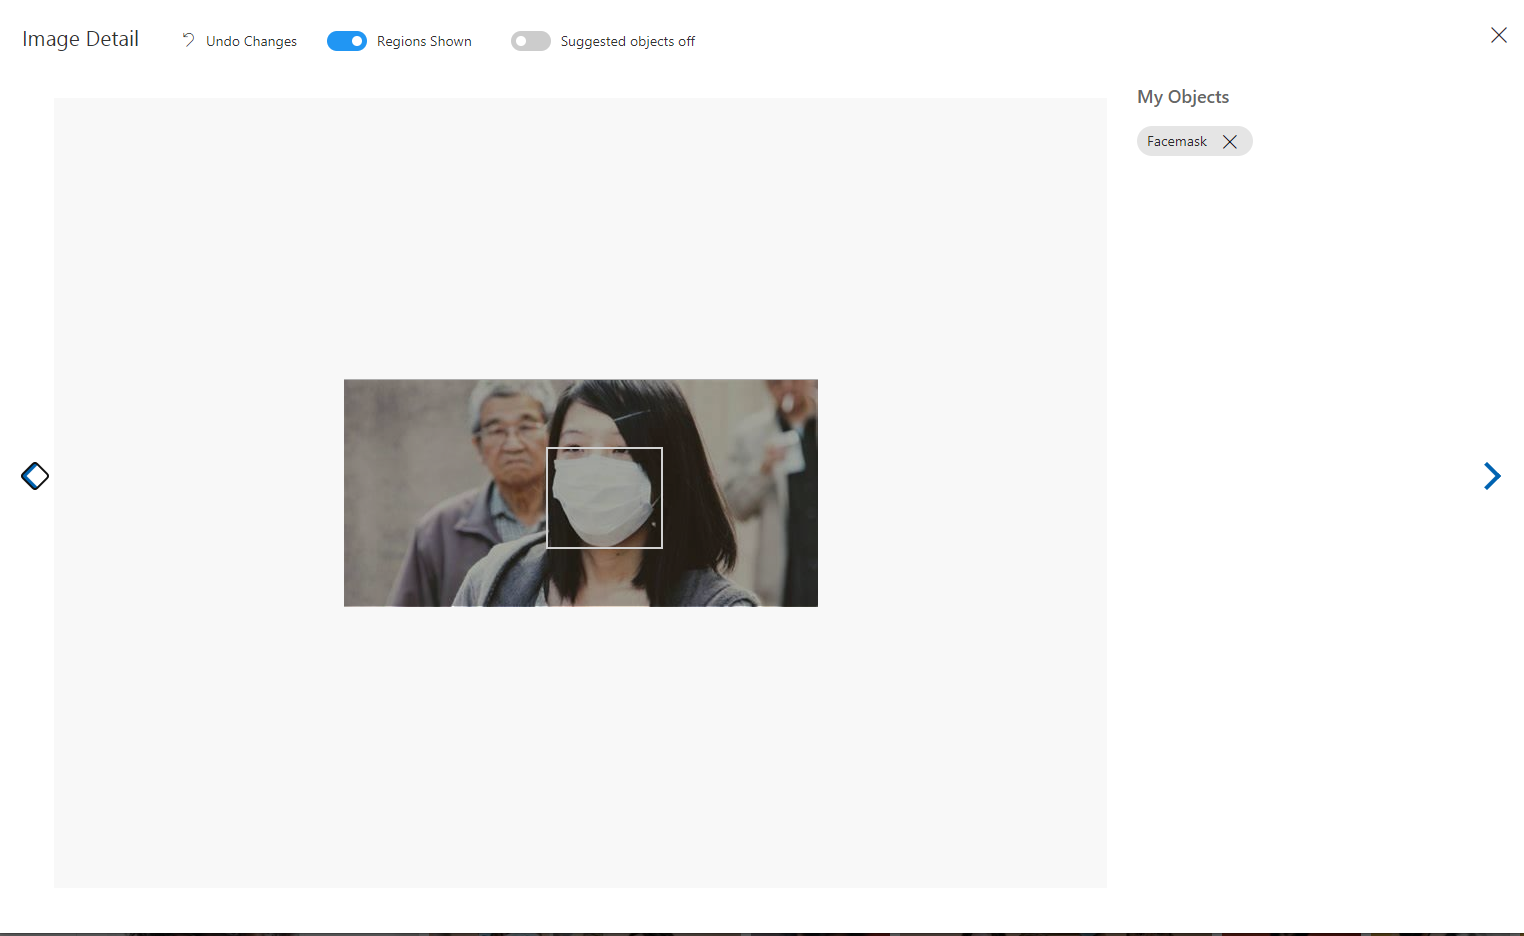 Image Detail
Undo Changes
Regions Shown
Suggested objects off
My Objects
Facemask